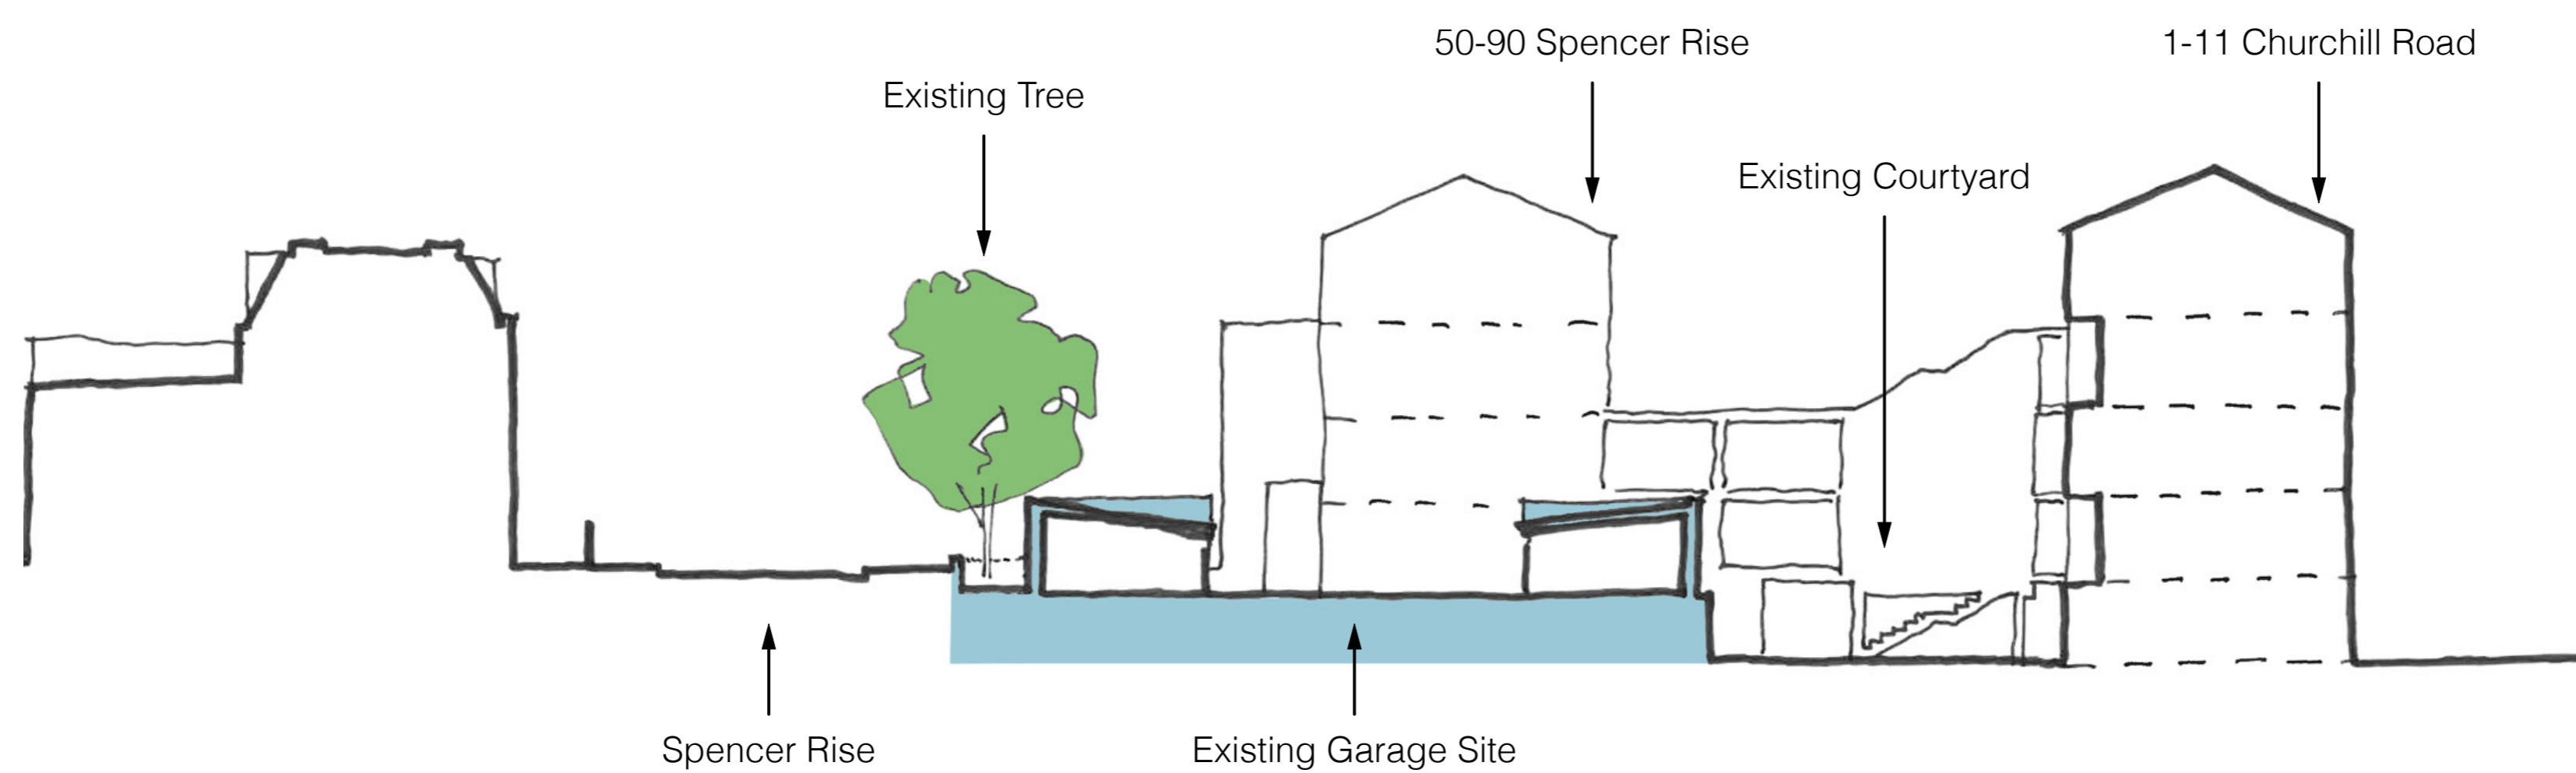 50-90 Spencer Rise
1-11 Churchill Road
Existing Tree
Existing Courtyard
Spencer Rise
Existing Garage Site